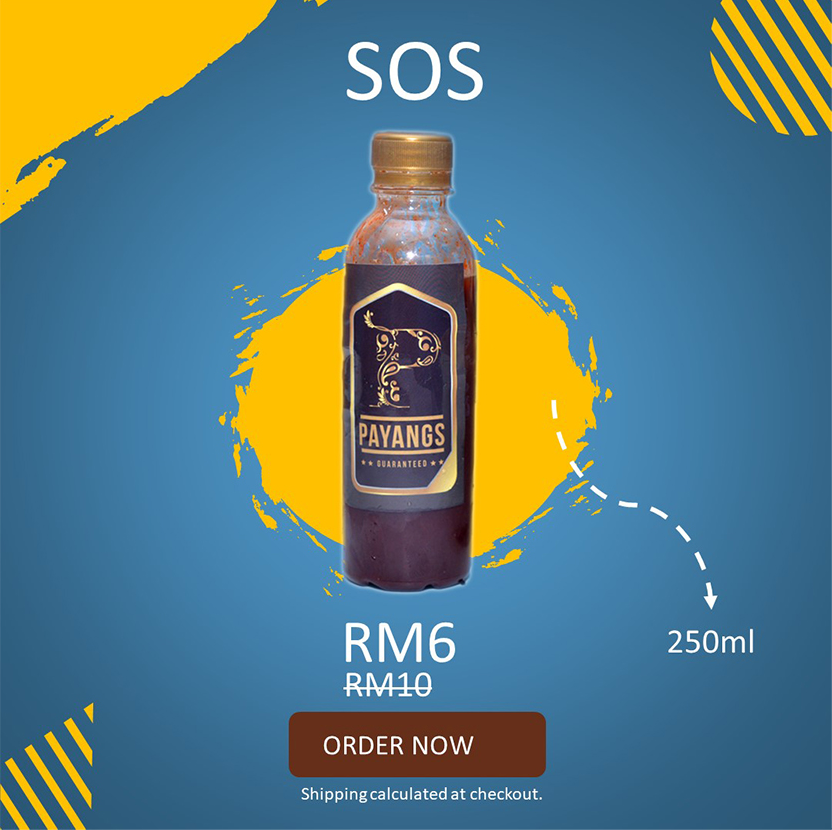 SOS
PAYANGS
★★ GUARANTEED ★★
RM6
RM10
250ml
ORDER NOW
Shipping calculated at checkout.